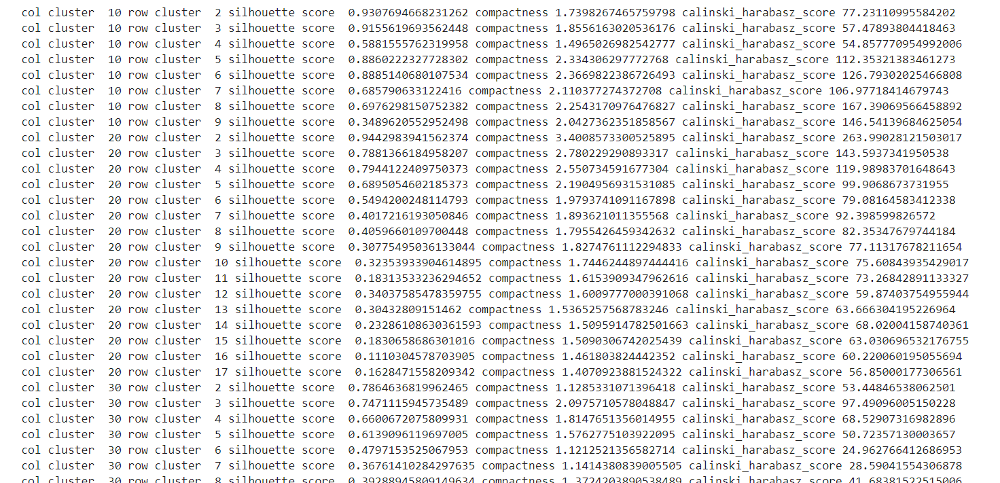 col cluster  10 row cluster  2 silhouette score  0.9307694668231262 compactness 1.7398267465759798 calinski_harabasz_score 77.23110995584202
col cluster  10 row cluster  3 silhouette score  0.9155619693562448 compactness 1.8556163020536176 calinski_harabasz_score 57.47893804418463
col cluster  10 row cluster  4 silhouette score  0.5881555762319958 compactness 1.4965026982542777 calinski_harabasz_score 54.857770954992006
col cluster  10 row cluster  5 silhouette score  0.8860222327728302 compactness 2.334306297772768 calinski_harabasz_score 112.35321383461273
col cluster  10 row cluster  6 silhouette score  0.8885140680107534 compactness 2.3669822386726493 calinski_harabasz_score 126.79302025466808
col cluster  10 row cluster  7 silhouette score  0.685790633122416 compactness 2.110377274372708 calinski_harabasz_score 106.97718414679743
col cluster  10 row cluster  8 silhouette score  0.6976298150752382 compactness 2.2543170976476827 calinski_harabasz_score 167.39069566458892
col cluster  10 row cluster  9 silhouette score  0.3489620552952498 compactness 2.0427362351858567 calinski_harabasz_score 146.54139684625054
col cluster  20 row cluster  2 silhouette score  0.9442983941562374 compactness 3.4008573300525895 calinski_harabasz_score 263.99028121503017
col cluster  20 row cluster  3 silhouette score  0.7881366184958207 compactness 2.780229290893317 calinski_harabasz_score 143.5937341950538
col cluster  20 row cluster  4 silhouette score  0.7944122409750373 compactness 2.550734591677304 calinski_harabasz_score 119.98983701648643
col cluster  20 row cluster  5 silhouette score  0.6895054602185373 compactness 2.1904956931531085 calinski_harabasz_score 99.9068673731955
col cluster  20 row cluster  6 silhouette score  0.5494200248114793 compactness 1.9793741091167898 calinski_harabasz_score 79.08164583412338
col cluster  20 row cluster  7 silhouette score  0.4017216193050846 compactness 1.893621011355568 calinski_harabasz_score 92.398599826572
col cluster  20 row cluster  8 silhouette score  0.4059660109700448 compactness 1.7955426459342632 calinski_harabasz_score 82.35347679744184
col cluster  20 row cluster  9 silhouette score  0.30775495036133044 compactness 1.8274761112294833 calinski_harabasz_score 77.11317678211654
col cluster  20 row cluster  10 silhouette score  0.32353933904614895 compactness 1.7446244897444416 calinski_harabasz_score 75.60843935429017
col cluster  20 row cluster  11 silhouette score  0.18313533236294652 compactness 1.6153909347962616 calinski_harabasz_score 73.26842891133327
col cluster  20 row cluster  12 silhouette score  0.34037585478359755 compactness 1.6009777000391068 calinski_harabasz_score 59.87403754955944
col cluster  20 row cluster  13 silhouette score  0.30432809151462 compactness 1.5365257568783246 calinski_harabasz_score 63.666304195226964
col cluster  20 row cluster  14 silhouette score  0.23286108630361593 compactness 1.5095914782501663 calinski_harabasz_score 68.02004158740361
col cluster  20 row cluster  15 silhouette score  0.1830658686301016 compactness 1.5090306742025439 calinski_harabasz_score 63.030696532176755
col cluster  20 row cluster  16 silhouette score  0.1110304578703905 compactness 1.461803824442352 calinski_harabasz_score 60.220060195055694
col cluster  20 row cluster  17 silhouette score  0.1628471558209342 compactness 1.4070923881524322 calinski_harabasz_score 56.85000177306561
col cluster  30 row cluster  2 silhouette score  0.7864636819962465 compactness 1.1285331071396418 calinski_harabasz_score 53.44846538062501
col cluster  30 row cluster  3 silhouette score  0.7471115945735489 compactness 2.0975710578048847 calinski_harabasz_score 97.49096005150228
col cluster  30 row cluster  4 silhouette score  0.6600672075809931 compactness 1.8147651356014955 calinski_harabasz_score 68.52907316982896
col cluster  30 row cluster  5 silhouette score  0.6139096119697005 compactness 1.5762775103922095 calinski_harabasz_score 50.72357130003657
col cluster  30 row cluster  6 silhouette score  0.4797153525067953 compactness 1.1212521356582714 calinski_harabasz_score 24.962766412686953
col cluster  30 row cluster  7 silhouette score  0.36761410284297635 compactness 1.1414380839005505 calinski_harabasz_score 28.59041554306878
col cluster  30 row cluster  8 silhouette score  0.39288945809149634 compactness 1.3724203890538489 calinski_harabasz_score 41.68381522515006